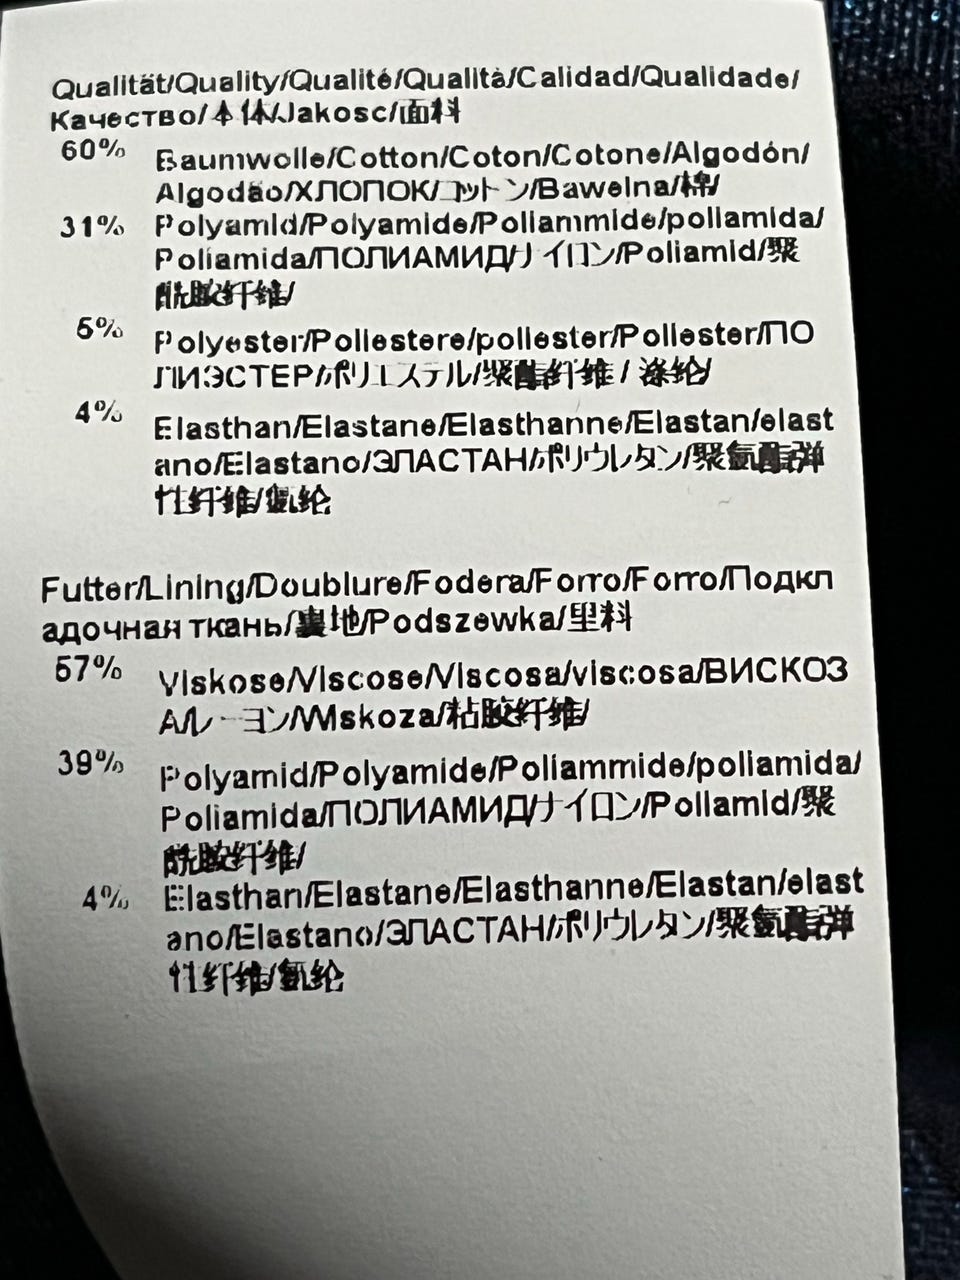 Qualität/Quality/Qualité/Qualità/Calidad/Qualidade/
Качество/本体/Jakosc/面料
60% Baumwolle/Cotton/Coton/Cotone/Algodón/
Algodão/ХЛОПОК/コットン/Bawelna/棉/
31% Polyamid/Polyamide/Poliammide/poliamida/
Poliamida/ПОЛИАМИД/ナイロン/Poliamid/聚
酰胺纤维/
5% Polyester/Poliestere/poliester/Poliester/ПО
ЛИЭСТЕР/ポリエステル/聚酯纤维 / 涤纶/
4% Elasthan/Elastane/Elasthanne/Elastan/elast
ano/Elastano/ЭЛАСТАН/ポリウレタン/聚氨酯弹
性纤维/氨纶
Futter/Lining/Doublure/Fodera/Forro/Forro/Подкл
адочная ткань/裏地/Podszewka/里料
57% Viskose/Viscose/Viscosa/viscosa/ВИСКОЗ
А/レーヨン/Wiskoza/粘胶纤维/
39% Polyamid/Polyamide/Poliammide/poliamida/
Poliamida/ПОЛИАМИД/ナイロン/Poliamid/聚
酰胺纤维/
4% Elasthan/Elastane/Elasthanne/Elastan/elast
ano/Elastano/ЭЛАСТАН/ポリウレタン/聚氨酯弹
性纤维/氨纶